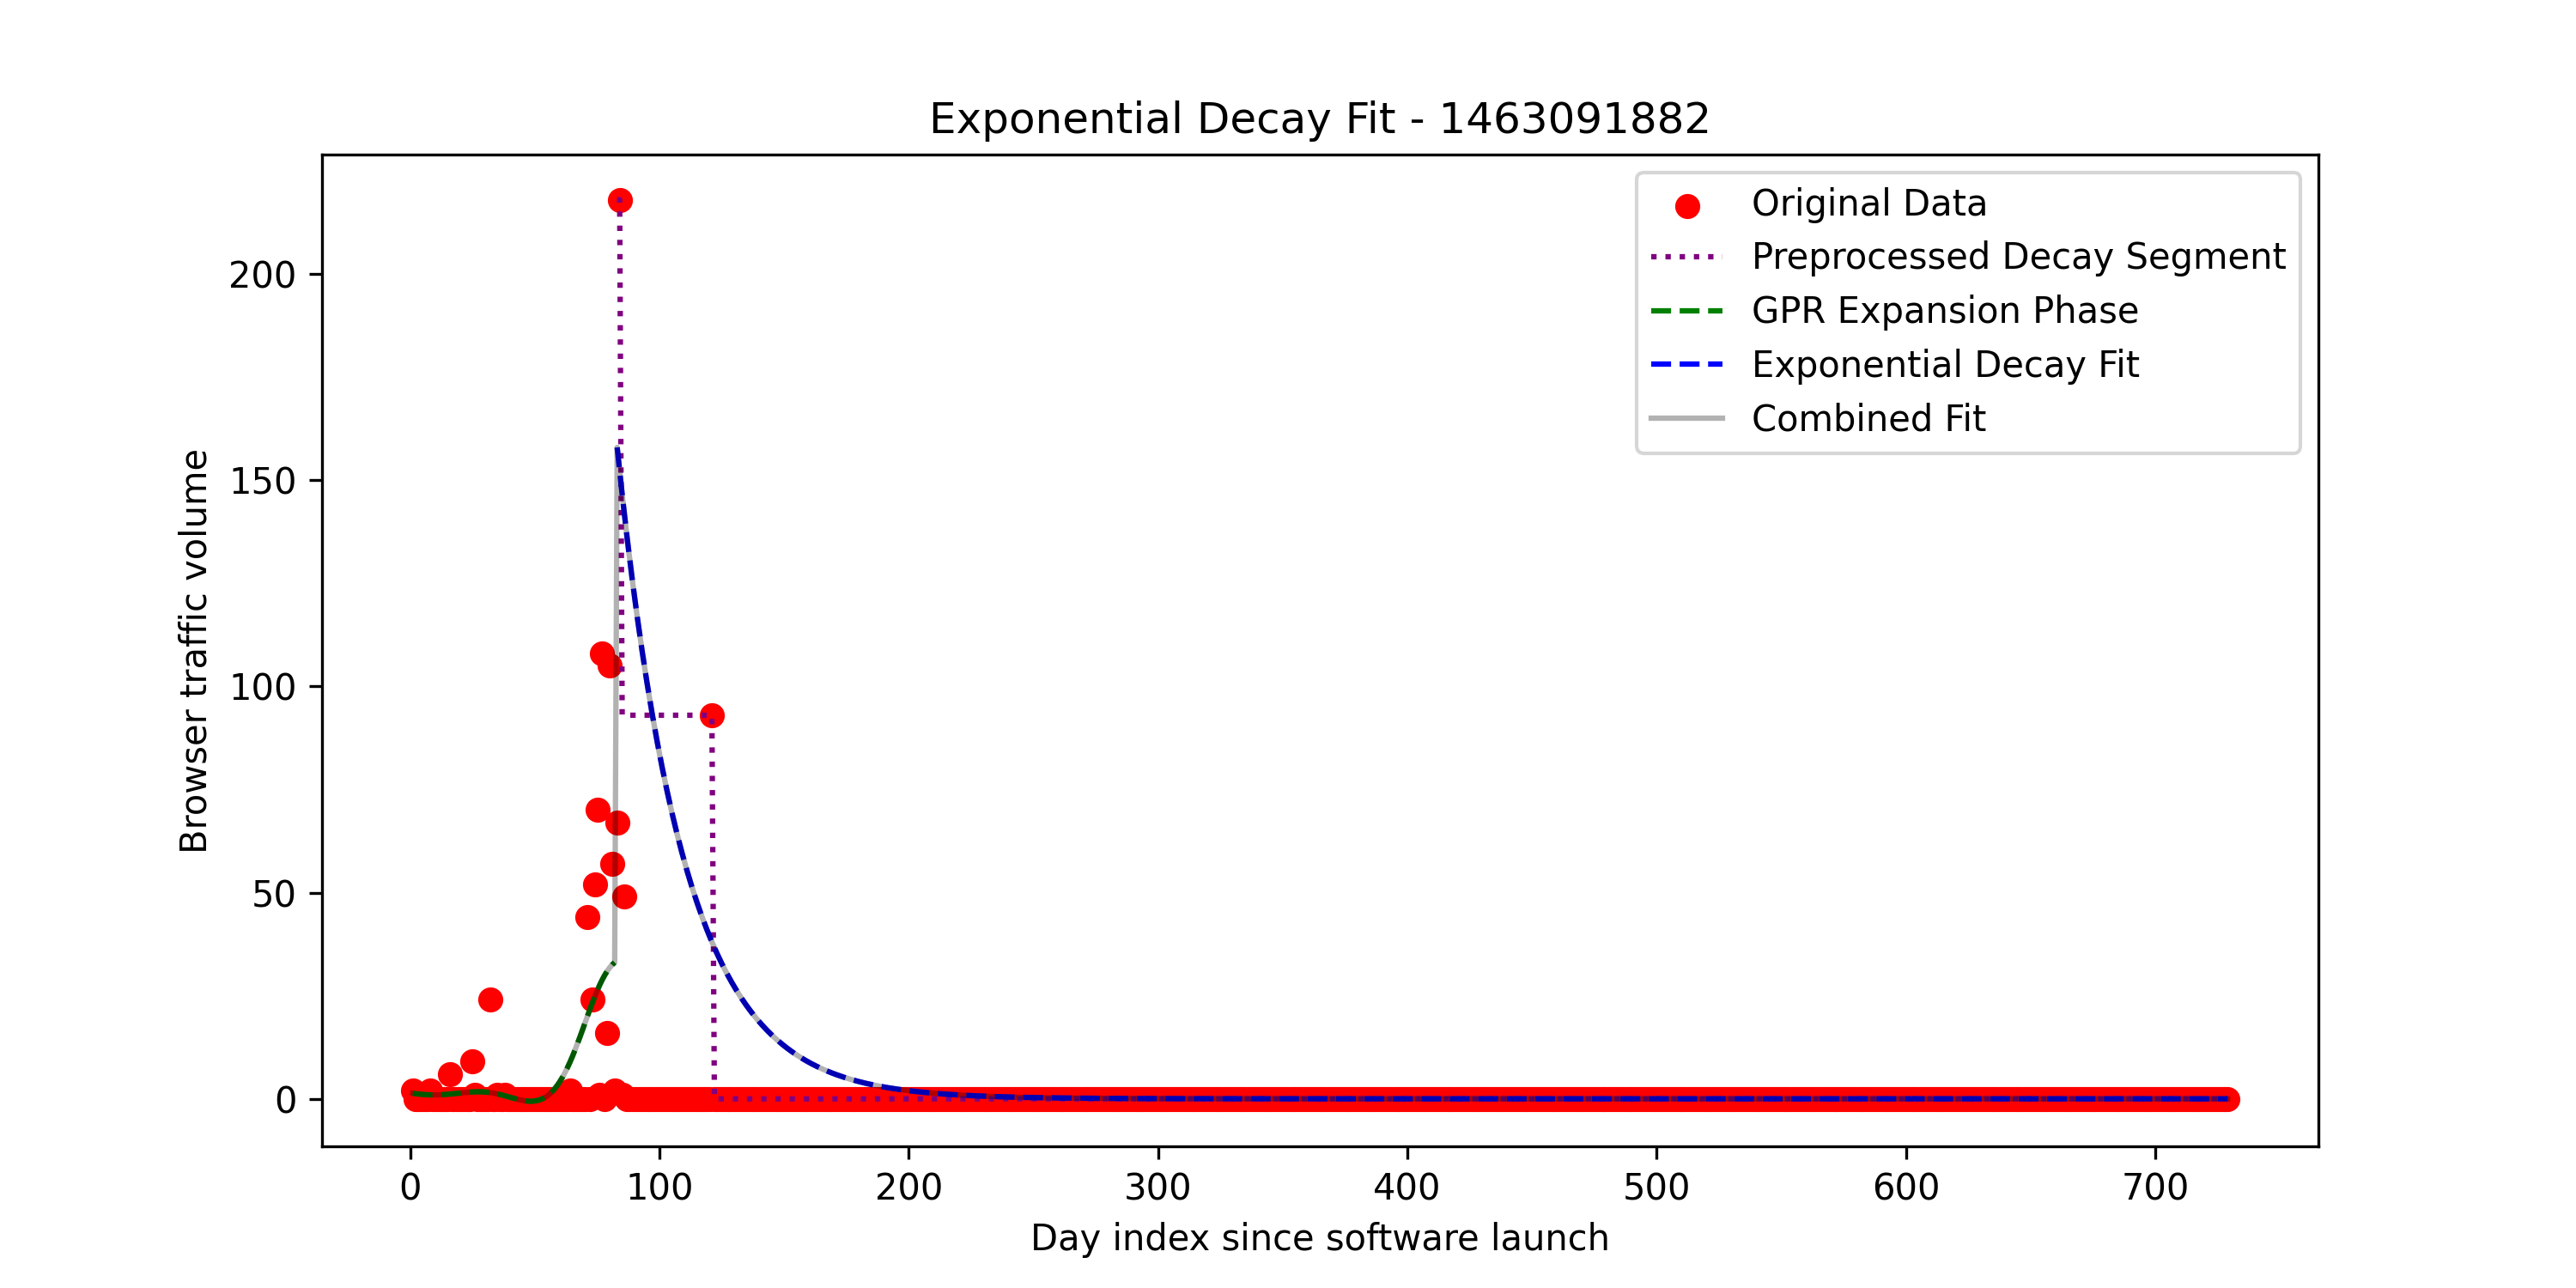 Exponential Decay Fit - 1463091882
Original Data
Preprocessed Decay Segment
GPR Expansion Phase
Exponential Decay Fit
Combined Fit
Browser traffic volume
200
150
100
50
0
0 100 200 300 400 500 600 700
Day index since software launch